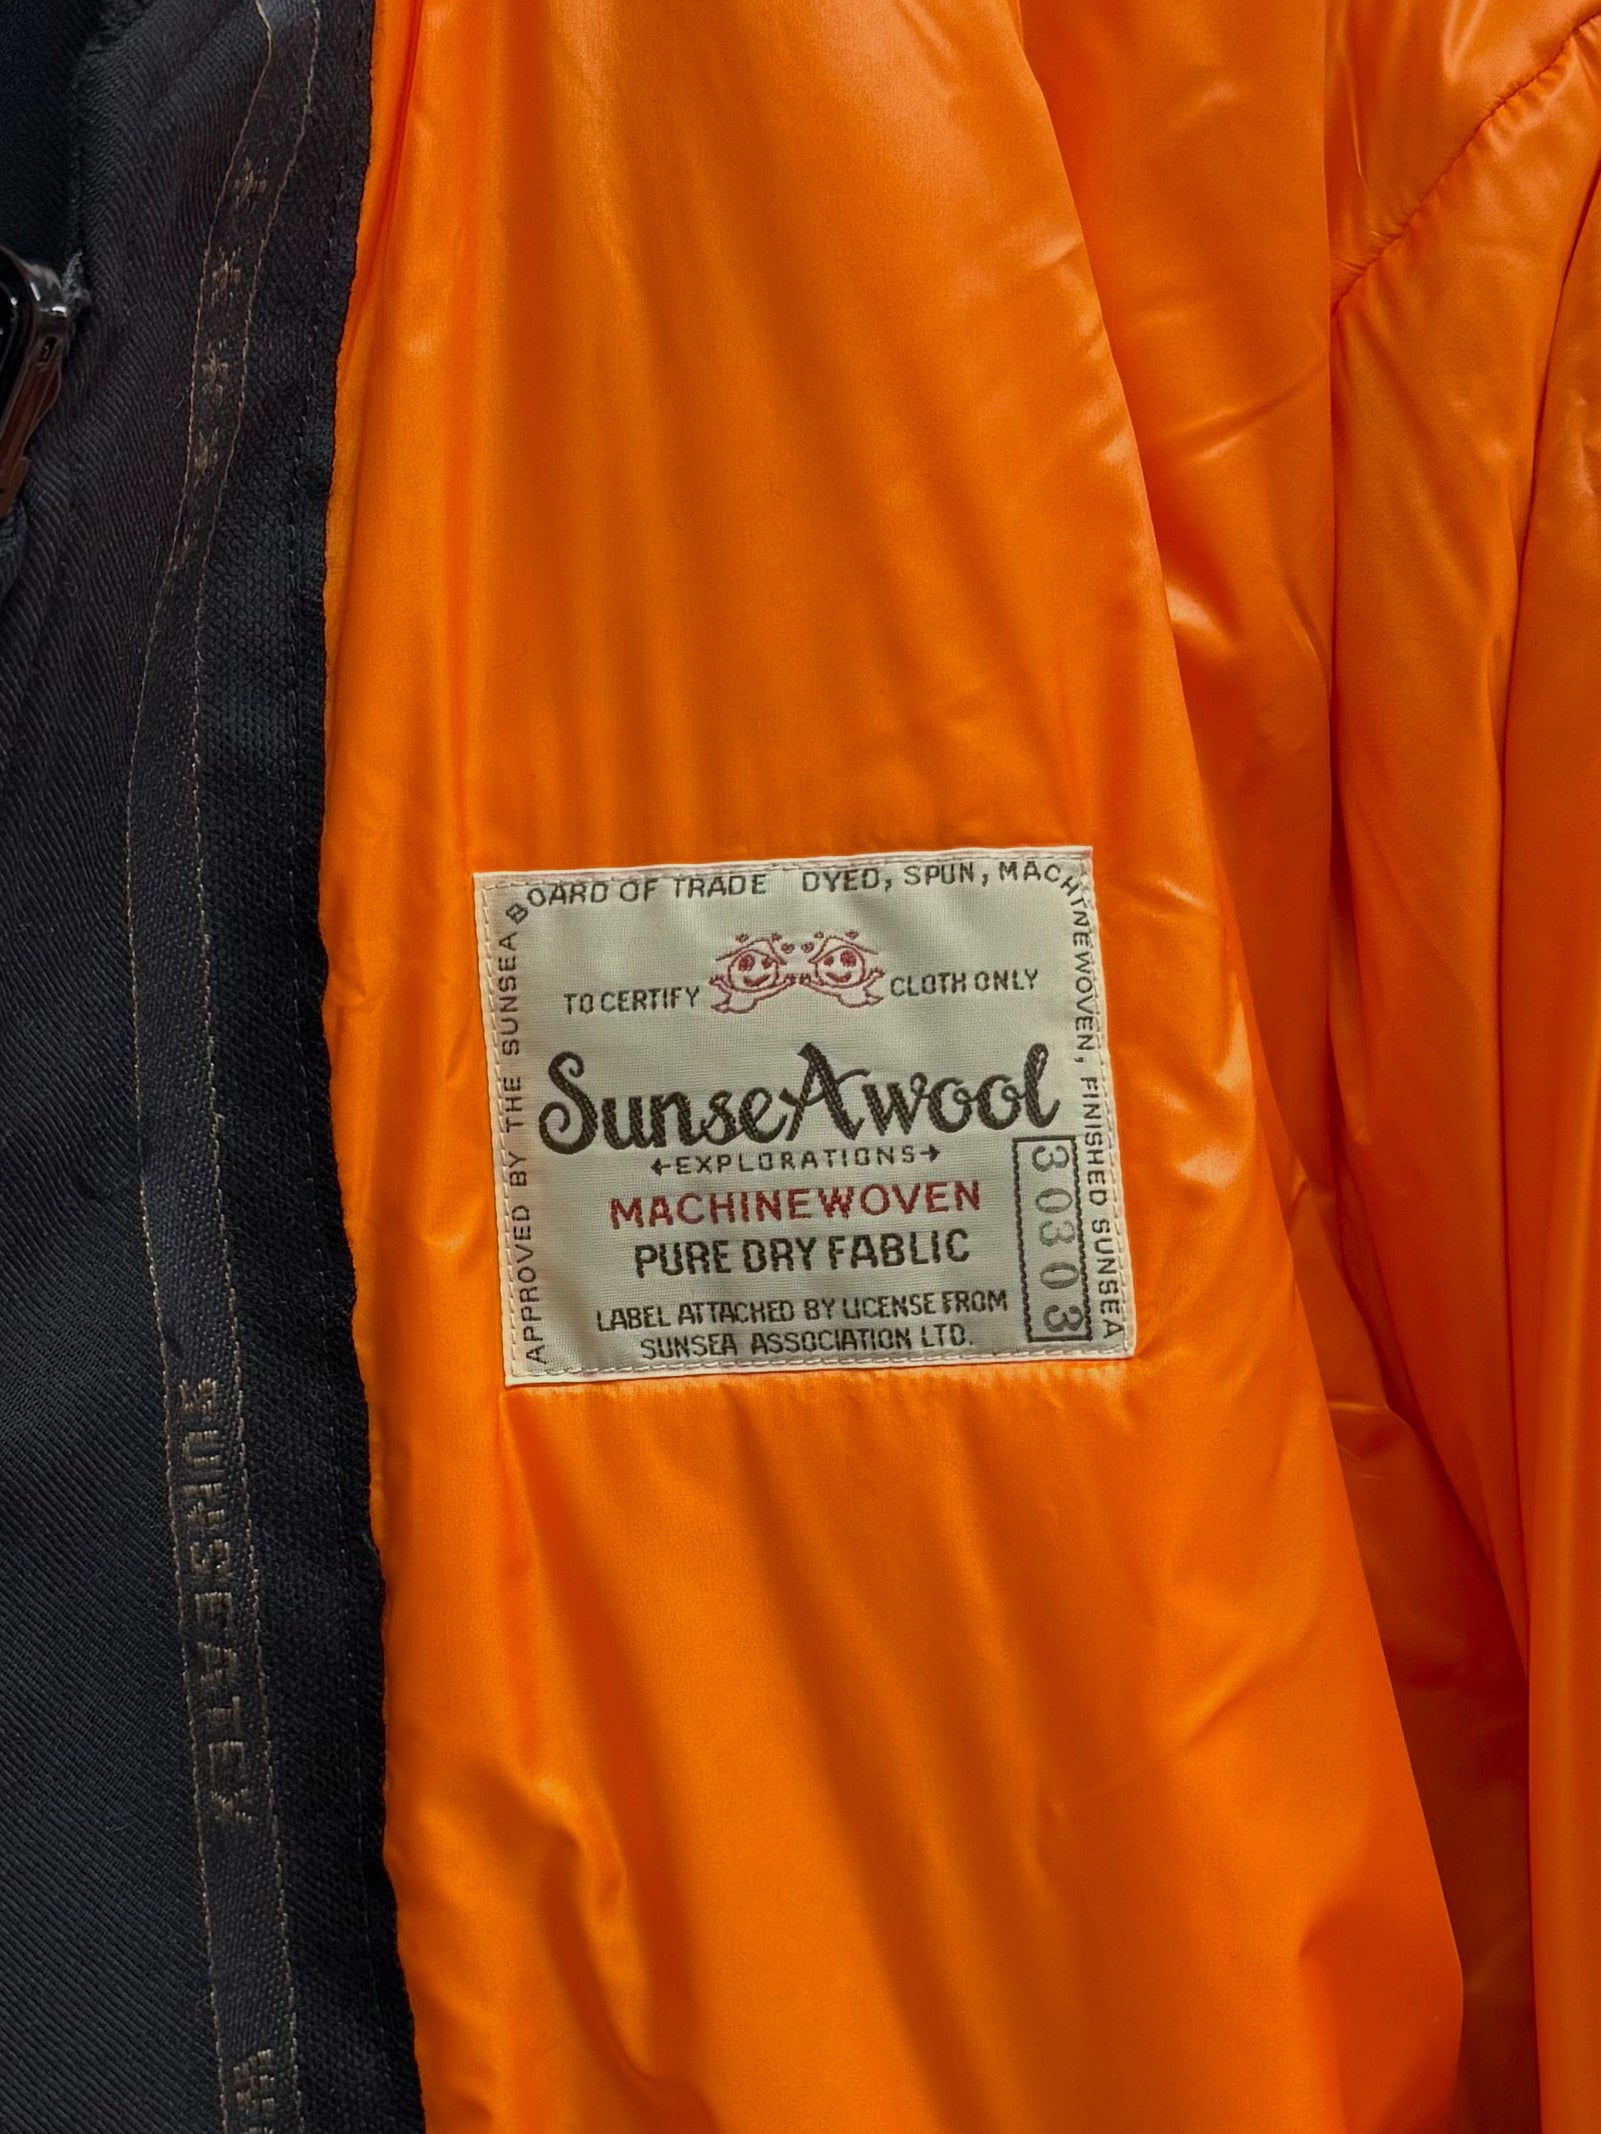 APPROVED BY THE SUNSEA BOARD OF TRADE DYED, SPUN, MACHINEWOVEN, FINISHED SUNSEA
TO CERTIFY CLOTH ONLY
SunseAwool
←EXPLORATIONS→
MACHINEWOVEN
PURE DRY FABLIC
LABEL ATTACHED BY LICENSE FROM
SUNSEA ASSOCIATION LTD.
30303